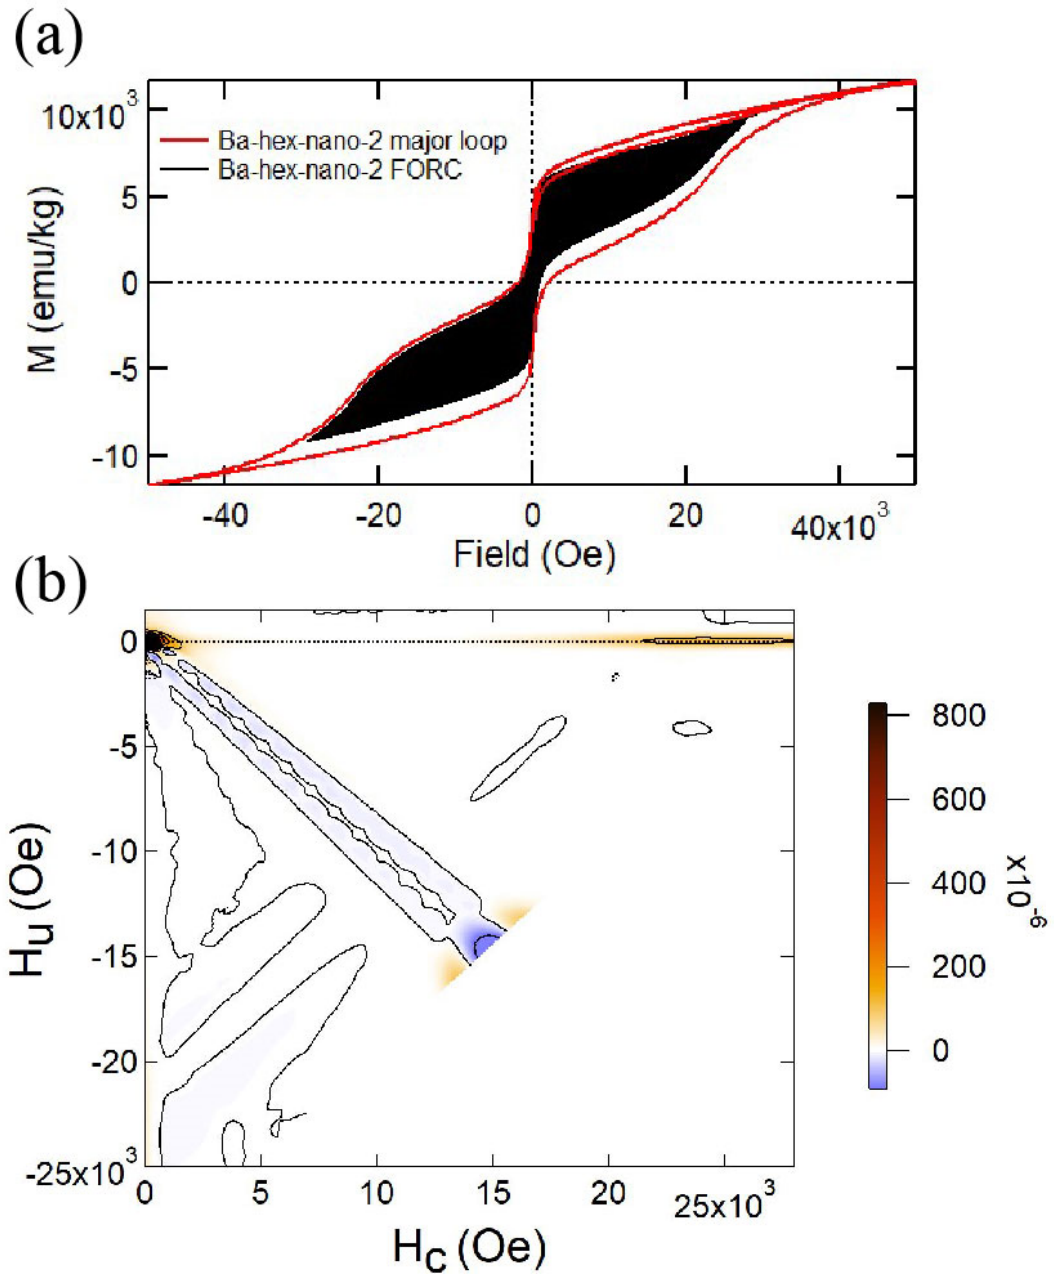 (a)
10x10³
5
0
-5
-10
M (emu/kg)
Ba-hex-nano-2 major loop
Ba-hex-nano-2 FORC
-40
-20
0
20
40x10³
Field (Oe)
(b)
0
-5
-10
-15
-20
-25x10³
Hu (Oe)
0
5
10
15
20
25x10³
Hc (Oe)
800
600
400
200
0
x10⁻⁶